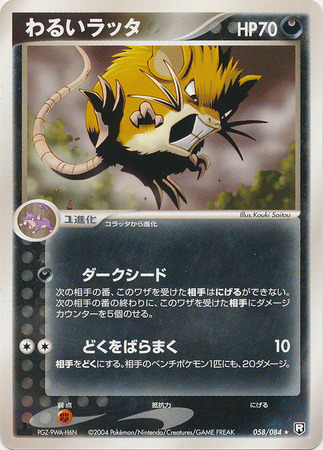 わるいラッタ HP70
Illus.Kouki Saitou
1進化 コラッタから進化
ダークシード
次の相手の番、このワザを受けた相手はにげるができない。
次の相手の番の終わりに、このワザを受けた相手にダメージ
カウンターを5個のせる。
どくをばらまく 10
相手をどくにする。相手のベンチポケモン1匹にも、20ダメージ。
弱点 抵抗力 にげる
PGZ-9WA-H6N ©2004 Pokémon/Nintendo/Creatures/GAME FREAK 058/084 ★ R